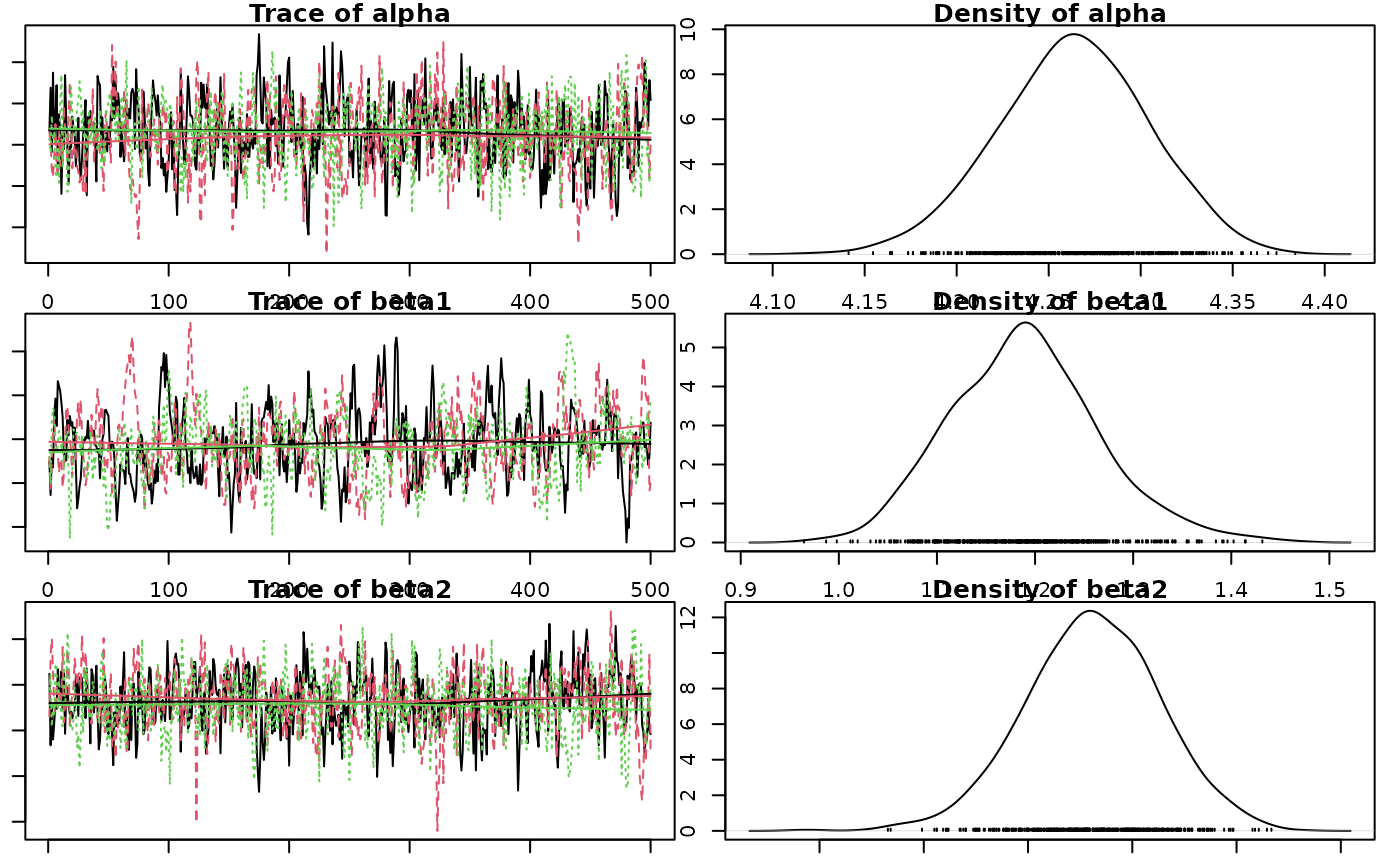 Trace of alpha
Density of alpha
0 2 4 6 8 10
0 100 200 300 400 500
4.10 4.15 4.20 4.25 4.30 4.35 4.40
Trace of beta1
Density of beta1
0 1 2 3 4 5
0 100 200 300 400 500
0.9 1.0 1.1 1.2 1.3 1.4 1.5
Trace of beta2
Density of beta2
0 2 4 6 8 12